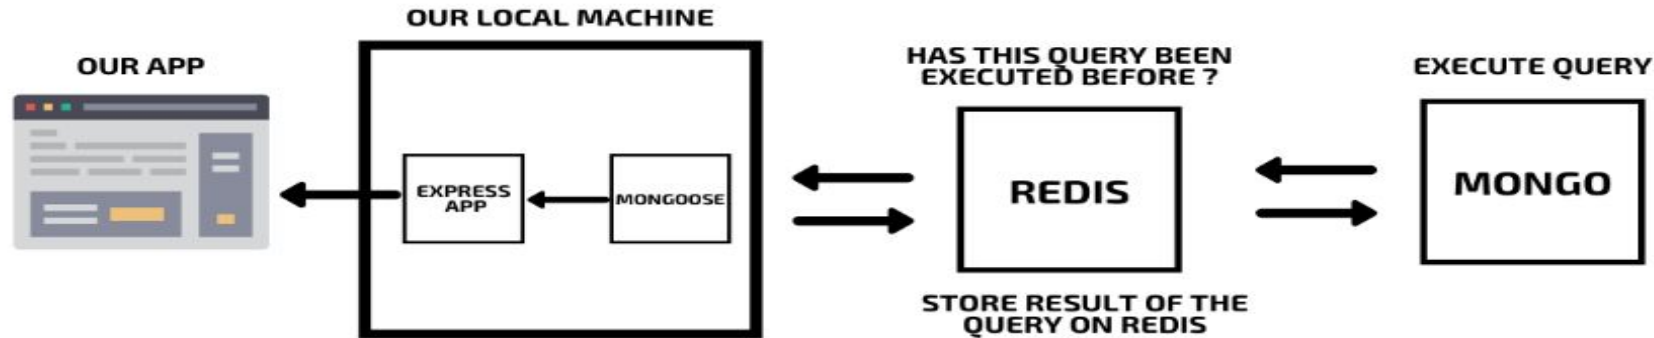 OUR LOCAL MACHINE
OUR APP
HAS THIS QUERY BEEN
EXECUTED BEFORE ?
EXECUTE QUERY
EXPRESS
APP
MONGOOSE
REDIS
MONGO
STORE RESULT OF THE
QUERY ON REDIS